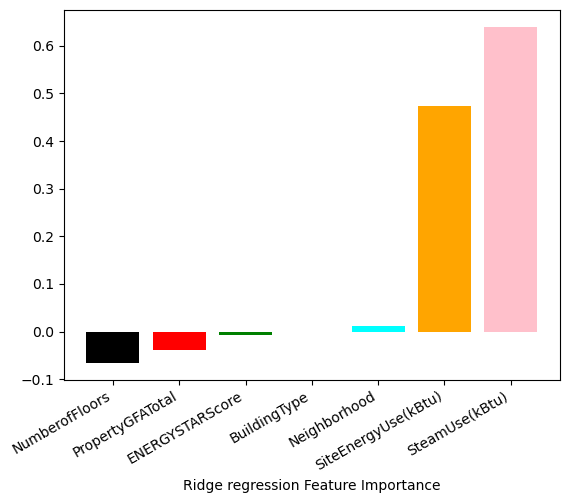 0.6
0.5
0.4
0.3
0.2
0.1
0.0
−0.1
NumberofFloors
PropertyGFATotal
ENERGYSTARScore
BuildingType
Neighborhood
SiteEnergyUse(kBtu)
SteamUse(kBtu)
Ridge regression Feature Importance